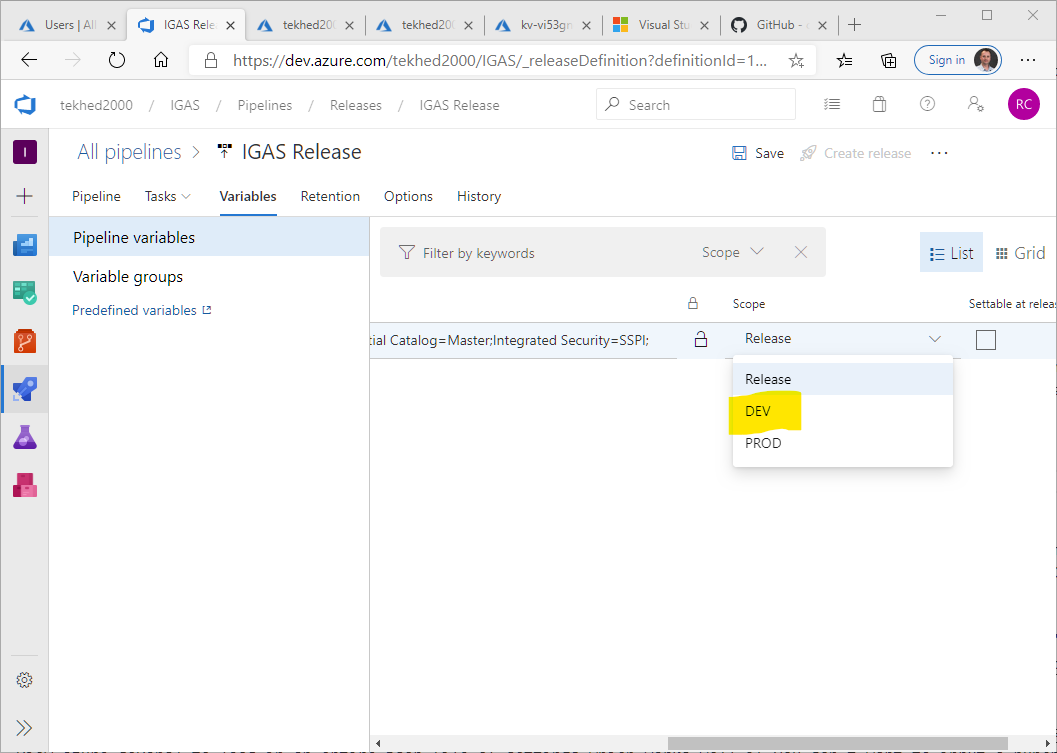 Users | All
IGAS Rele
tekhed200
tekhed200
kv-vi53gn
Visual Stu
GitHub -
https://dev.azure.com/tekhed2000/IGAS/_releaseDefinition?definitionId=1...
Sign in
tekhed2000 / IGAS / Pipelines / Releases / IGAS Release
Search
RC
I
All pipelines > IGAS Release
Save
Create release
Pipeline
Tasks
Variables
Retention
Options
History
Pipeline variables
Variable groups
Predefined variables
Filter by keywords
Scope
List
Grid
Scope
Settable at releas
tial Catalog=Master;Integrated Security=SSPI;
Release
Release
DEV
PROD